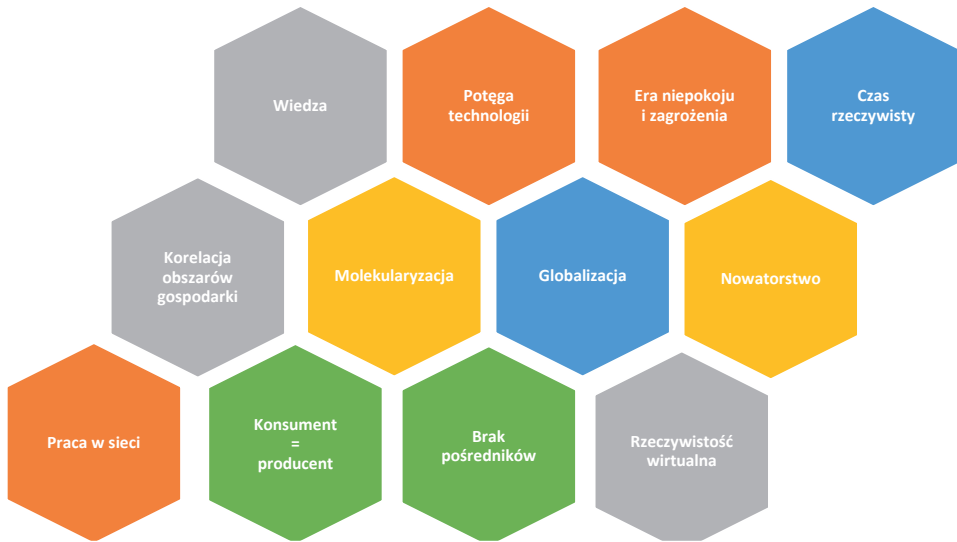 Wiedza
Potęga
technologii
Era niepokoju
i zagrożenia
Czas
rzeczywisty
Korelacja
obszarów
gospodarki
Molekularyzacja
Globalizacja
Nowatorstwo
Praca w sieci
Konsument
=
producent
Brak
pośredników
Rzeczywistość
wirtualna